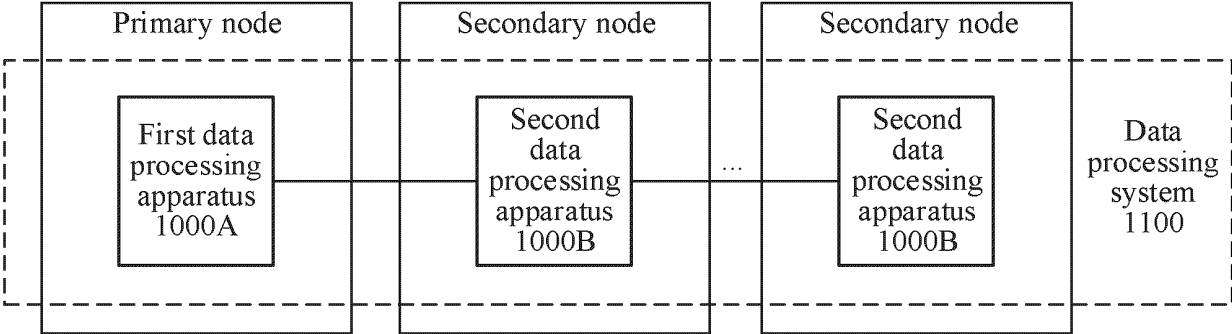 Primary node
Secondary node
Secondary node
First data
processing
apparatus
1000A
Second
data
processing
apparatus
1000B
...
Second
data
processing
apparatus
1000B
Data
processing
system
1100